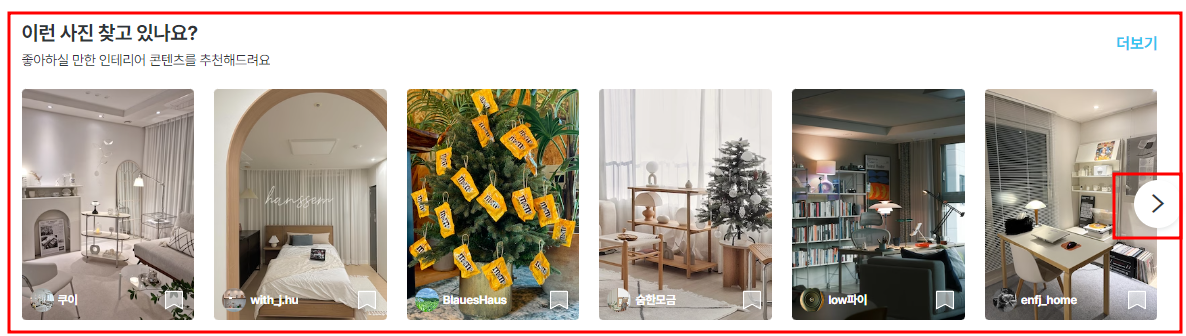 이런 사진 찾고 있나요?
더보기
좋아하실 만한 인테리어 콘텐츠를 추천해드려요
hanssem
m&m's
m&m's
m&m's
m&m's
m&m's
m&m's
쿠이
with_j.hu
BlauesHaus
숨한모금
low파이
enfj_home